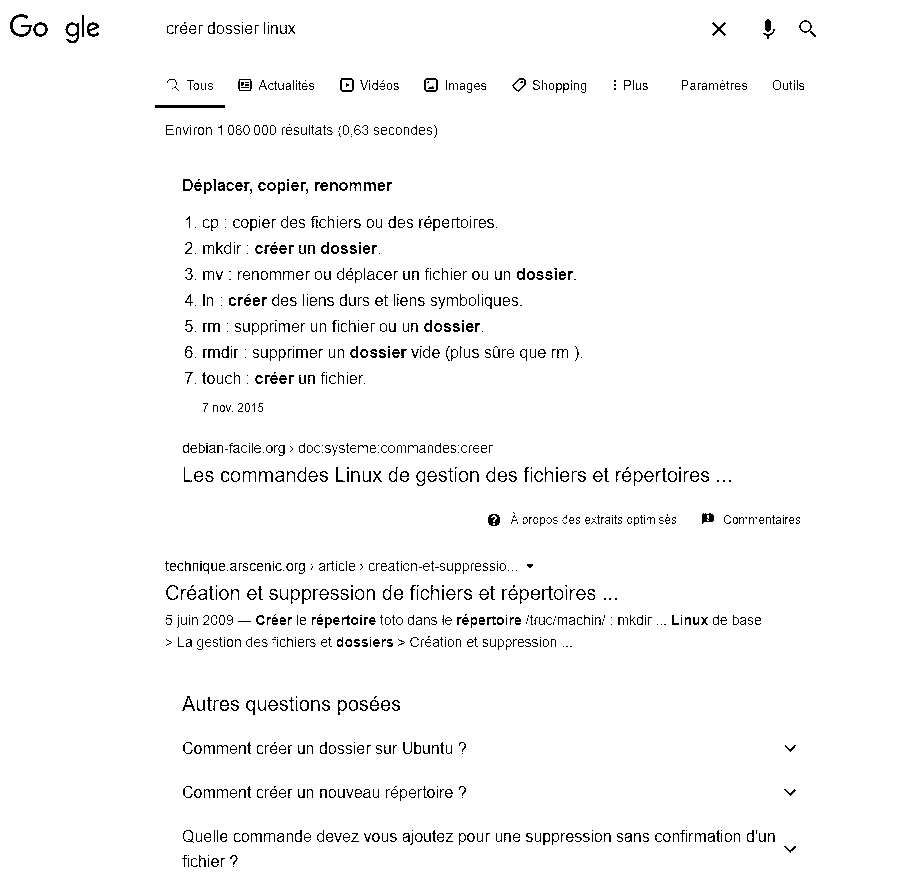 Go gle
créer dossier linux
Tous Actualités Vidéos Images Shopping Plus Paramètres Outils
Environ 1 080 000 résultats (0,63 secondes)
Déplacer, copier, renommer
1. cp : copier des fichiers ou des répertoires.
2. mkdir : créer un dossier.
3. mv : renommer ou déplacer un fichier ou un dossier.
4. ln : créer des liens durs et liens symboliques.
5. rm : supprimer un fichier ou un dossier.
6. rmdir : supprimer un dossier vide (plus sûre que rm ).
7. touch : créer un fichier.
7 nov. 2015
debian-facile.org › doc:systeme:commandes:creer
Les commandes Linux de gestion des fichiers et répertoires ...
À propos des extraits optimisés Commentaires
technique.arscenic.org › article › creation-et-suppressio...
Création et suppression de fichiers et répertoires ...
5 juin 2009 — Créer le répertoire toto dans le répertoire /truc/machin/ : mkdir ... Linux de base
> La gestion des fichiers et dossiers > Création et suppression ...
Autres questions posées
Comment créer un dossier sur Ubuntu ?
Comment créer un nouveau répertoire ?
Quelle commande devez vous ajoutez pour une suppression sans confirmation d'un
fichier ?